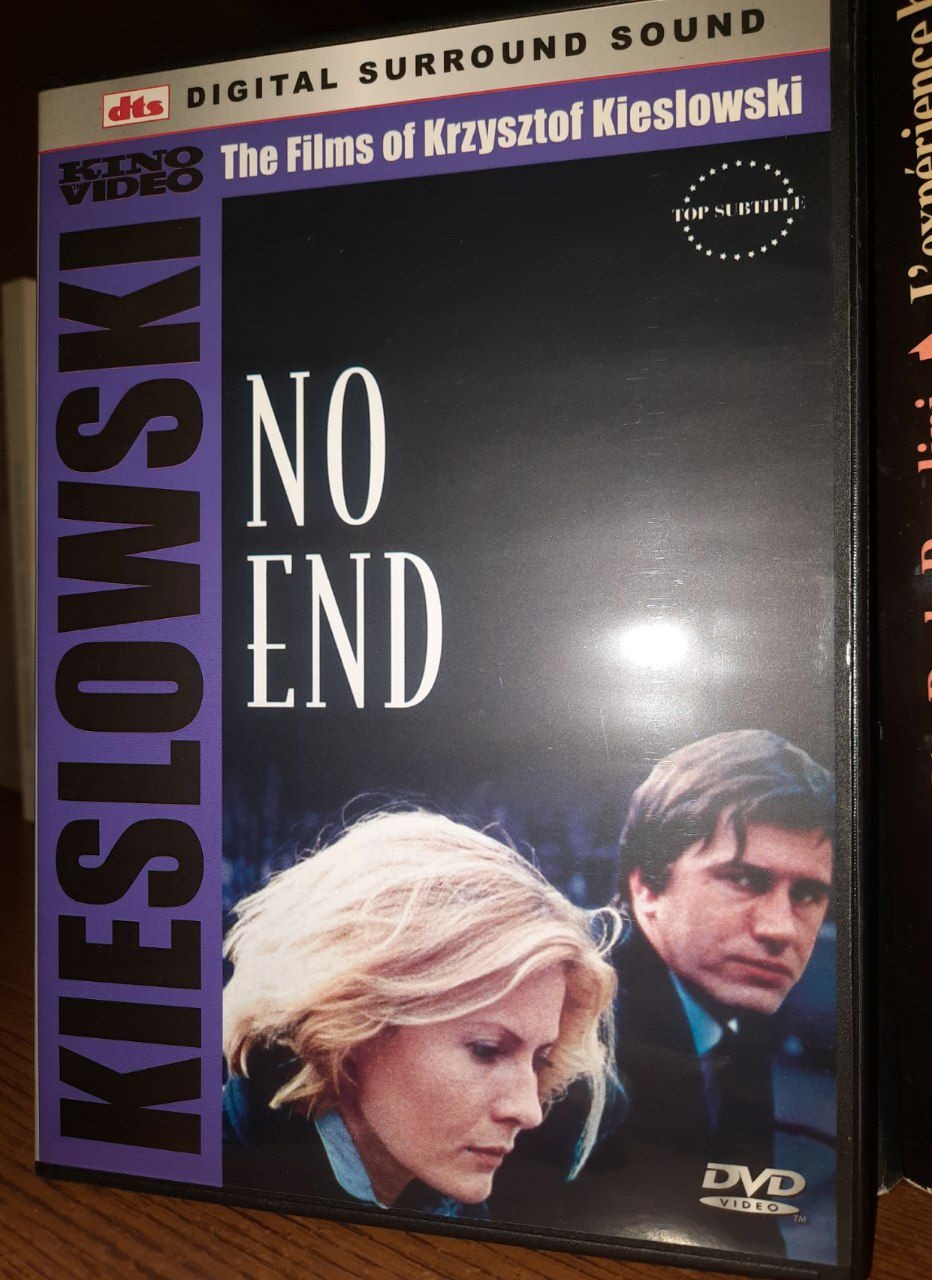 dts DIGITAL SURROUND SOUND
KINO VIDEO
The Films of Krzysztof Kieslowski
TOP SUBTITLE
KIESLOWSKI
NO
END
DVD
VIDEO
TM
L'expérience